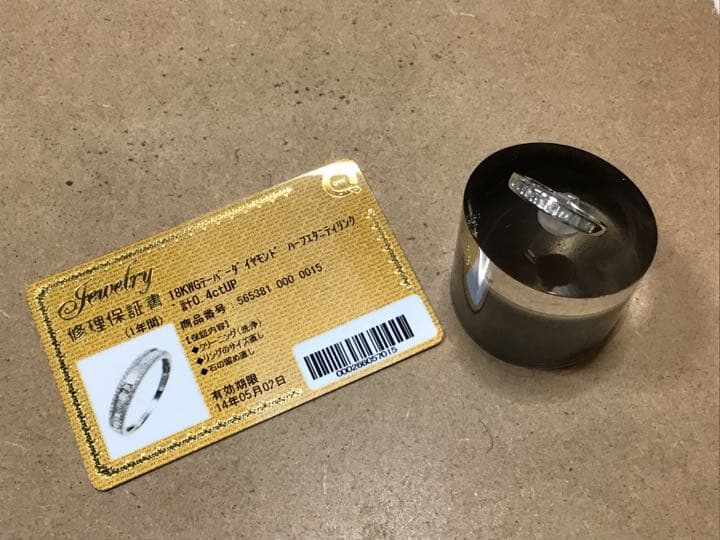 Jewelry
修理保証書
(1年間)
18KWGテーパーダイヤモンド ハーフエタニティリング
計0.4ctUP
商品番号 565381 000 0015
【保証内容】
◆クリーニング(洗浄)
◆リングのサイズ直し
◆石の留め直し
有効期限
14年05月02日
000266057015